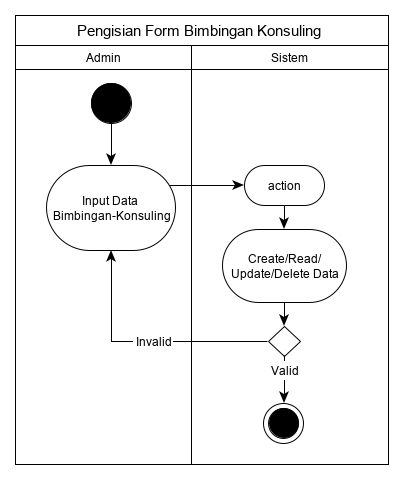 Pengisian Form Bimbingan Konsuling
Admin
Sistem
Input Data
Bimbingan-Konsuling
action
Create/Read/
Update/Delete Data
Invalid
Valid